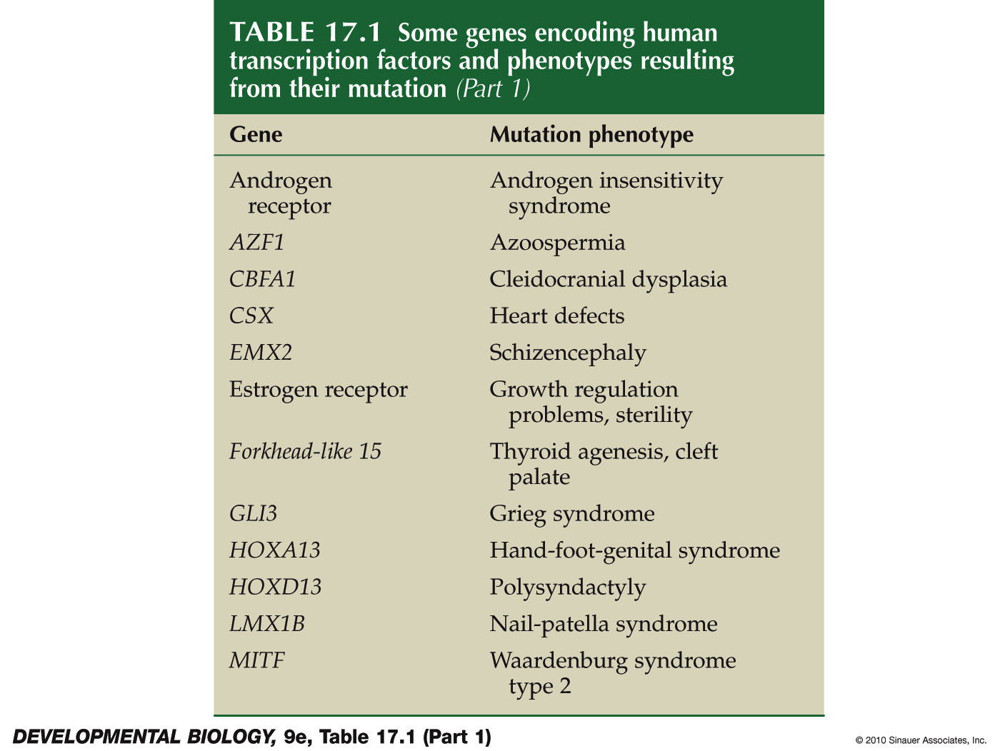 TABLE 17.1 Some genes encoding human
transcription factors and phenotypes resulting
from their mutation (Part 1)
Gene Mutation phenotype
Androgen receptor Androgen insensitivity syndrome
AZF1 Azoospermia
CBFA1 Cleidocranial dysplasia
CSX Heart defects
EMX2 Schizencephaly
Estrogen receptor Growth regulation
problems, sterility
Forkhead-like 15 Thyroid agenesis, cleft
palate
GLI3 Grieg syndrome
HOXA13 Hand-foot-genital syndrome
HOXD13 Polysyndactyly
LMX1B Nail-patella syndrome
MITF Waardenburg syndrome
type 2
DEVELOPMENTAL BIOLOGY, 9e, Table 17.1 (Part 1)
© 2010 Sinauer Associates, Inc.